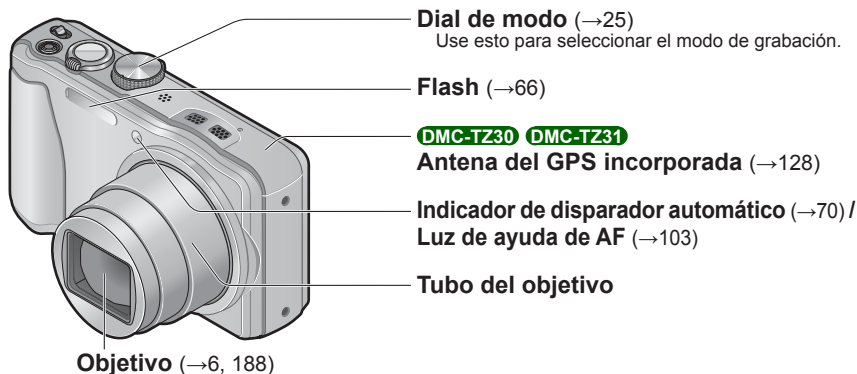 Dial de modo (→25)
Use esto para seleccionar el modo de grabación.
Flash (→66)
DMC-TZ30 DMC-TZ31
Antena del GPS incorporada (→128)
Indicador de disparador automático (→70) /
Luz de ayuda de AF (→103)
Tubo del objetivo
Objetivo (→6, 188)